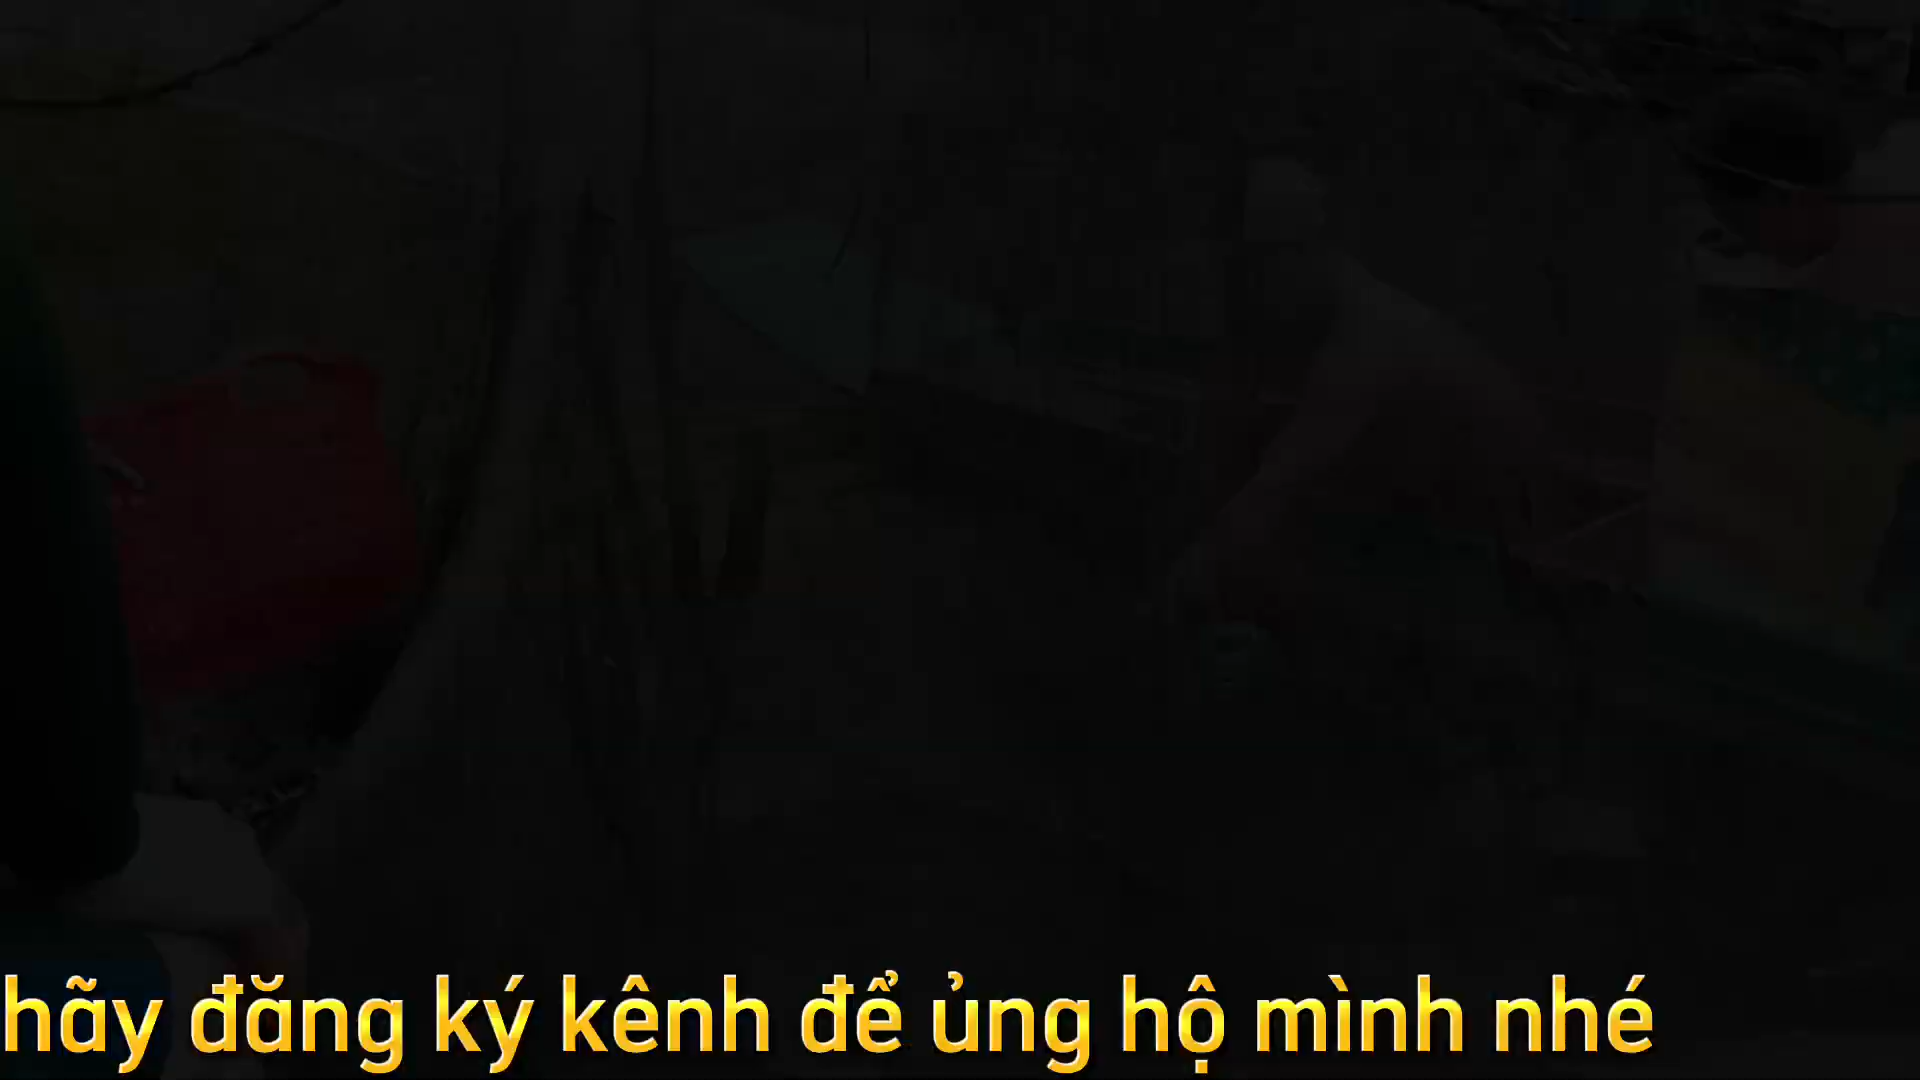 hãy đăng ký kênh để ủng hộ mình nhé